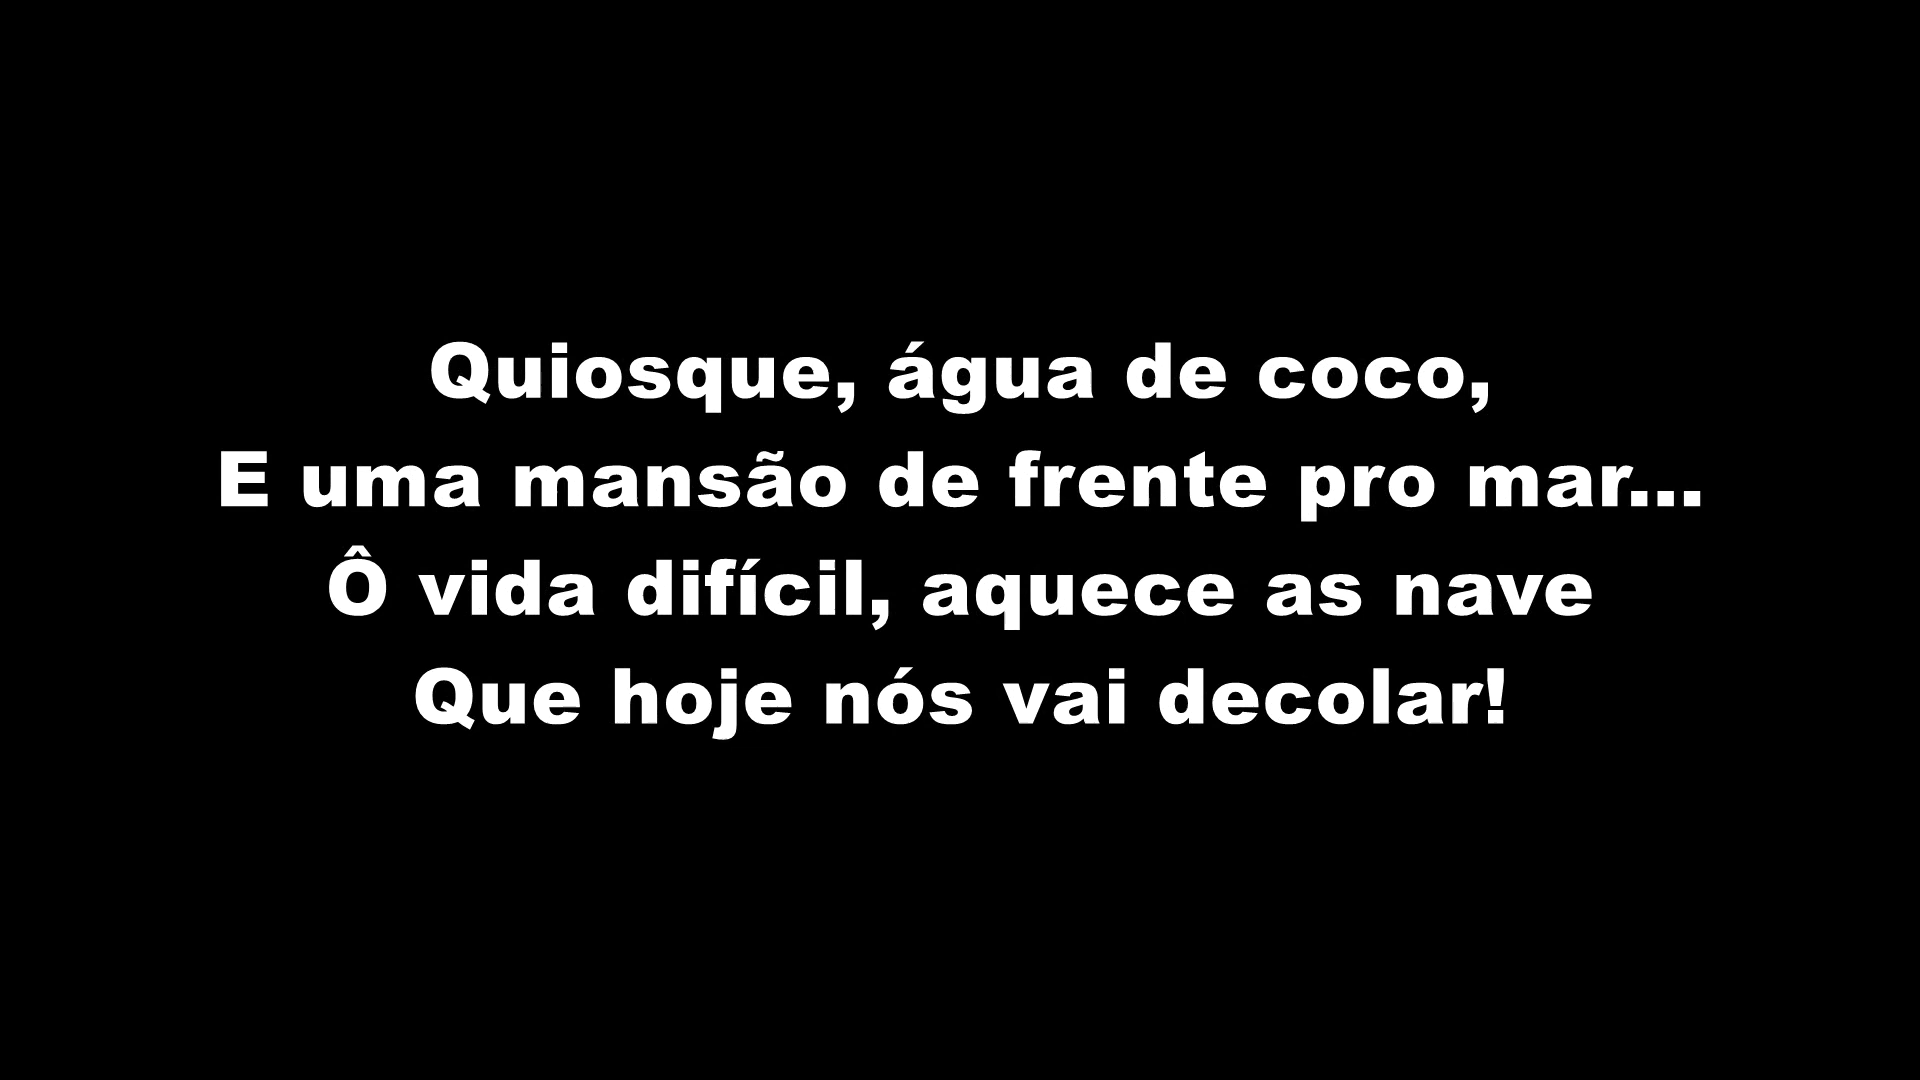 Quiosque, água de coco,
E uma mansão de frente pro mar...
Ô vida difícil, aquece as nave
Que hoje nós vai decolar!